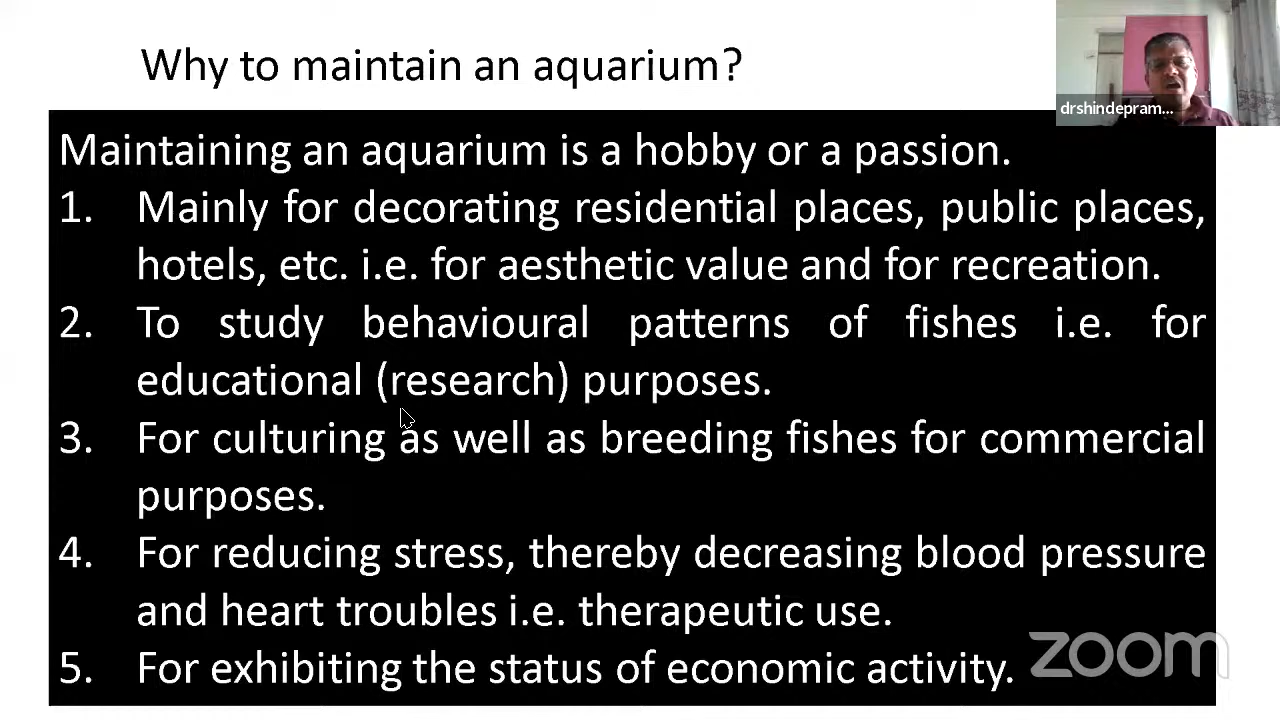 Why to maintain an aquarium?
drshindepram...
Maintaining an aquarium is a hobby or a passion.
1. Mainly for decorating residential places, public places,
hotels, etc. i.e. for aesthetic value and for recreation.
2. To study behavioural patterns of fishes i.e. for
educational (research) purposes.
3. For culturing as well as breeding fishes for commercial
purposes.
4. For reducing stress, thereby decreasing blood pressure
and heart troubles i.e. therapeutic use.
5. For exhibiting the status of economic activity.
zoom